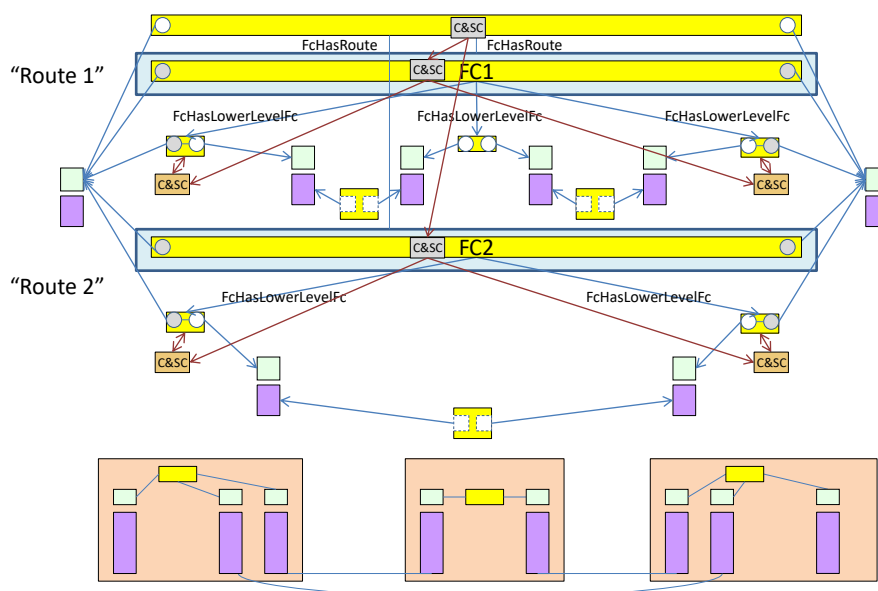 C&SC
FcHasRoute
FcHasRoute
“Route 1”
C&SC
FC1
FcHasLowerLevelFc
FcHasLowerLevelFc
FcHasLowerLevelFc
C&SC
C&SC
C&SC
FC2
“Route 2”
FcHasLowerLevelFc
FcHasLowerLevelFc
C&SC
C&SC